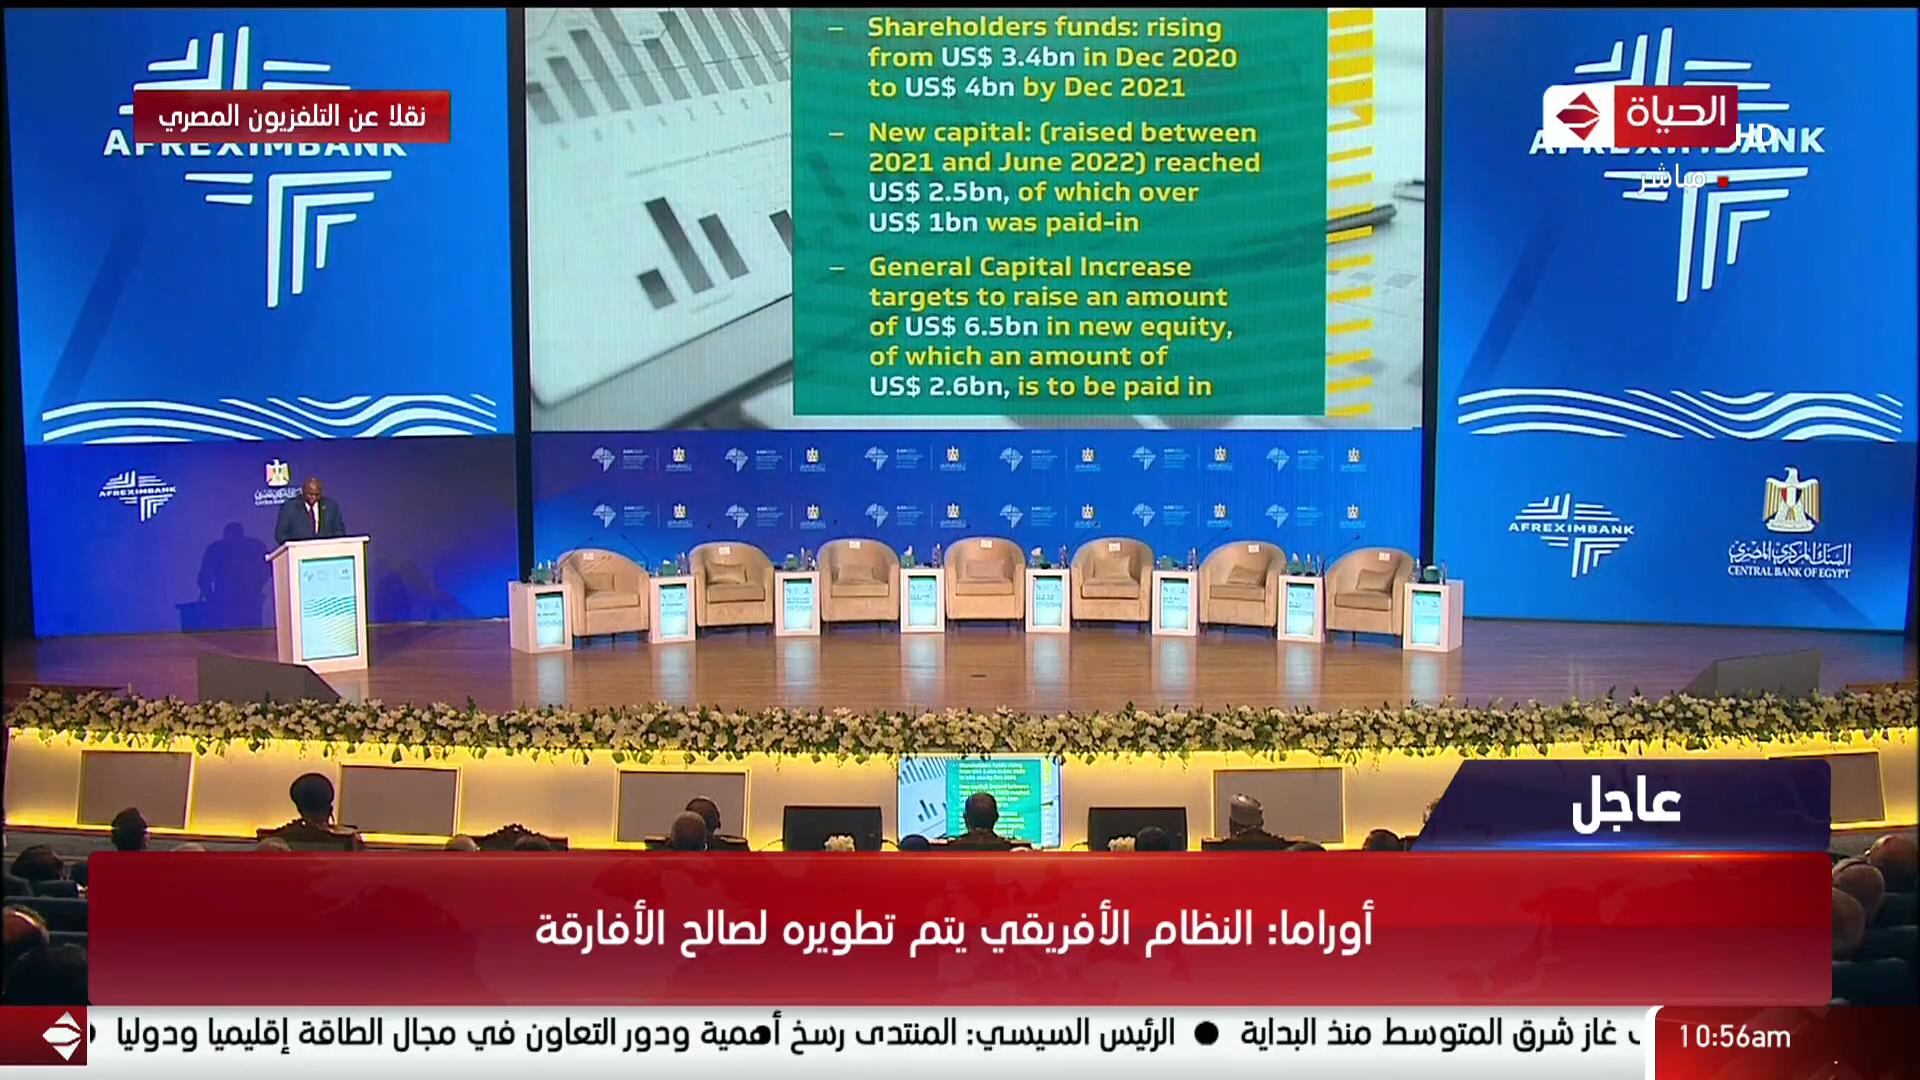 – Shareholders funds: rising
from US$ 3.4bn in Dec 2020
to US$ 4bn by Dec 2021
– New capital: (raised between
2021 and June 2022) reached
US$ 2.5bn, of which over
US$ 1bn was paid-in
– General Capital Increase
targets to raise an amount
of US$ 6.5bn in new equity,
of which an amount of
US$ 2.6bn, is to be paid in
نقلا عن التلفزيون المصري
AFREXIMBANK
الحياة
HD
مباشر
AFREXIMBANK
AFREXIMBANK
AFREXIMBANK
البنك المركزي المصري
CENTRAL BANK OF EGYPT
عاجل
أوراما: النظام الأفريقي يتم تطويره لصالح الأفارقة
غاز شرق المتوسط منذ البداية ● الرئيس السيسي: المنتدى رسخ أهمية ودور التعاون في مجال الطاقة إقليميا ودوليا
10:56am